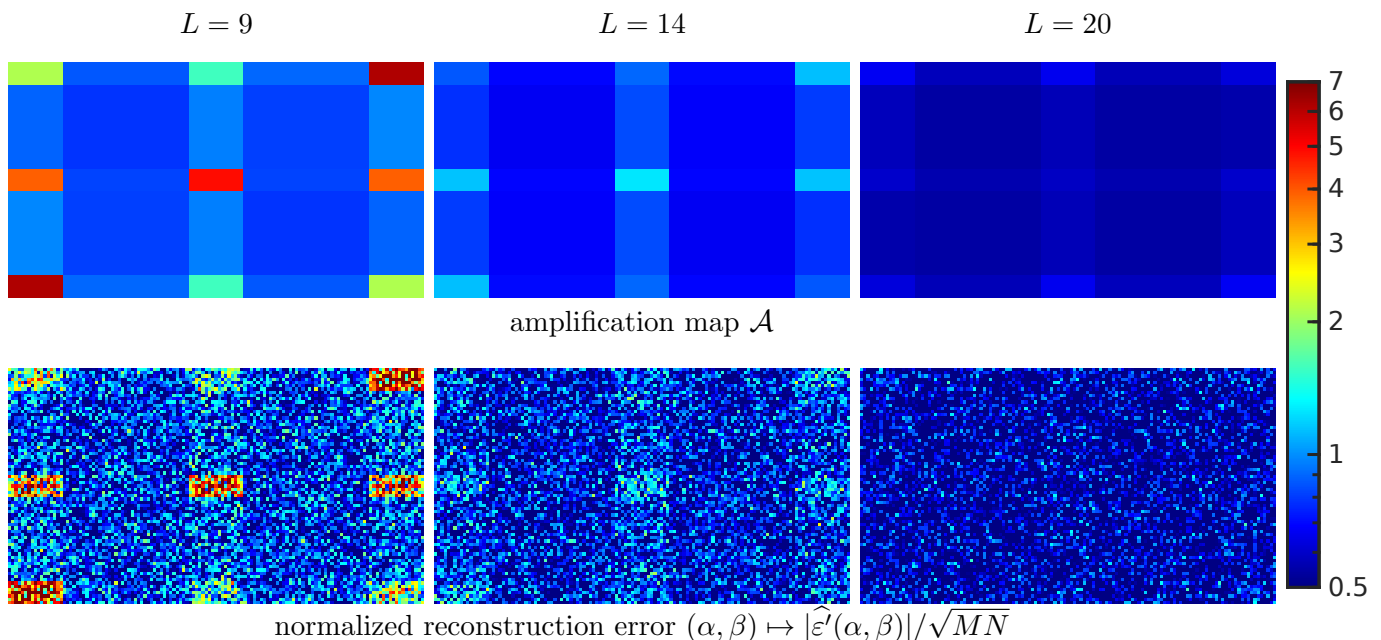 L = 9
L = 14
L = 20
amplification map 𝒜
normalized reconstruction error (α, β) ↦ |ε̂′(α, β)|/√MN
7
6
5
4
3
2
1
0.5